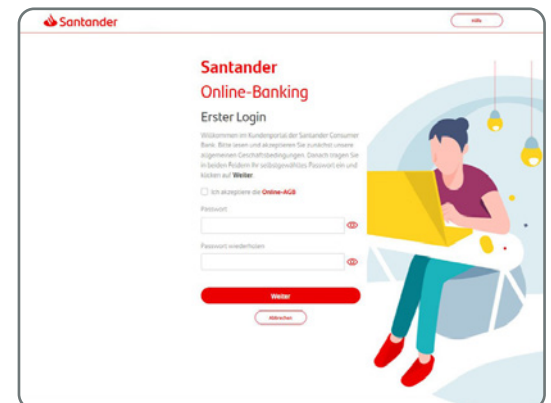 Santander
Hilfe
Santander
Online-Banking
Erster Login
Willkommen im Kundenportal der Santander Consumer
Bank. Bitte lesen und akzeptieren Sie zunächst unsere
allgemeinen Geschäftsbedingungen. Danach tragen Sie
in beiden Feldern Ihr selbstgewähltes Passwort ein und
klicken auf Weiter.
Ich akzeptiere die Online-AGB
Passwort
Passwort wiederholen
Weiter
Abbrechen